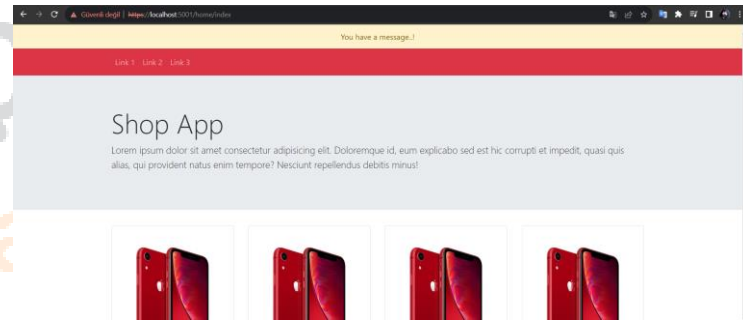 Güvenli değil | https://localhost:5001/home/index
You have a message..!
Link 1 Link 2 Link 3
Shop App
Lorem ipsum dolor sit amet consectetur adipisicing elit. Doloremque id, eum explicabo sed est hic corrupti et impedit, quasi quis
alias, qui provident natus enim tempore? Nesciunt repellendus debitis minus!